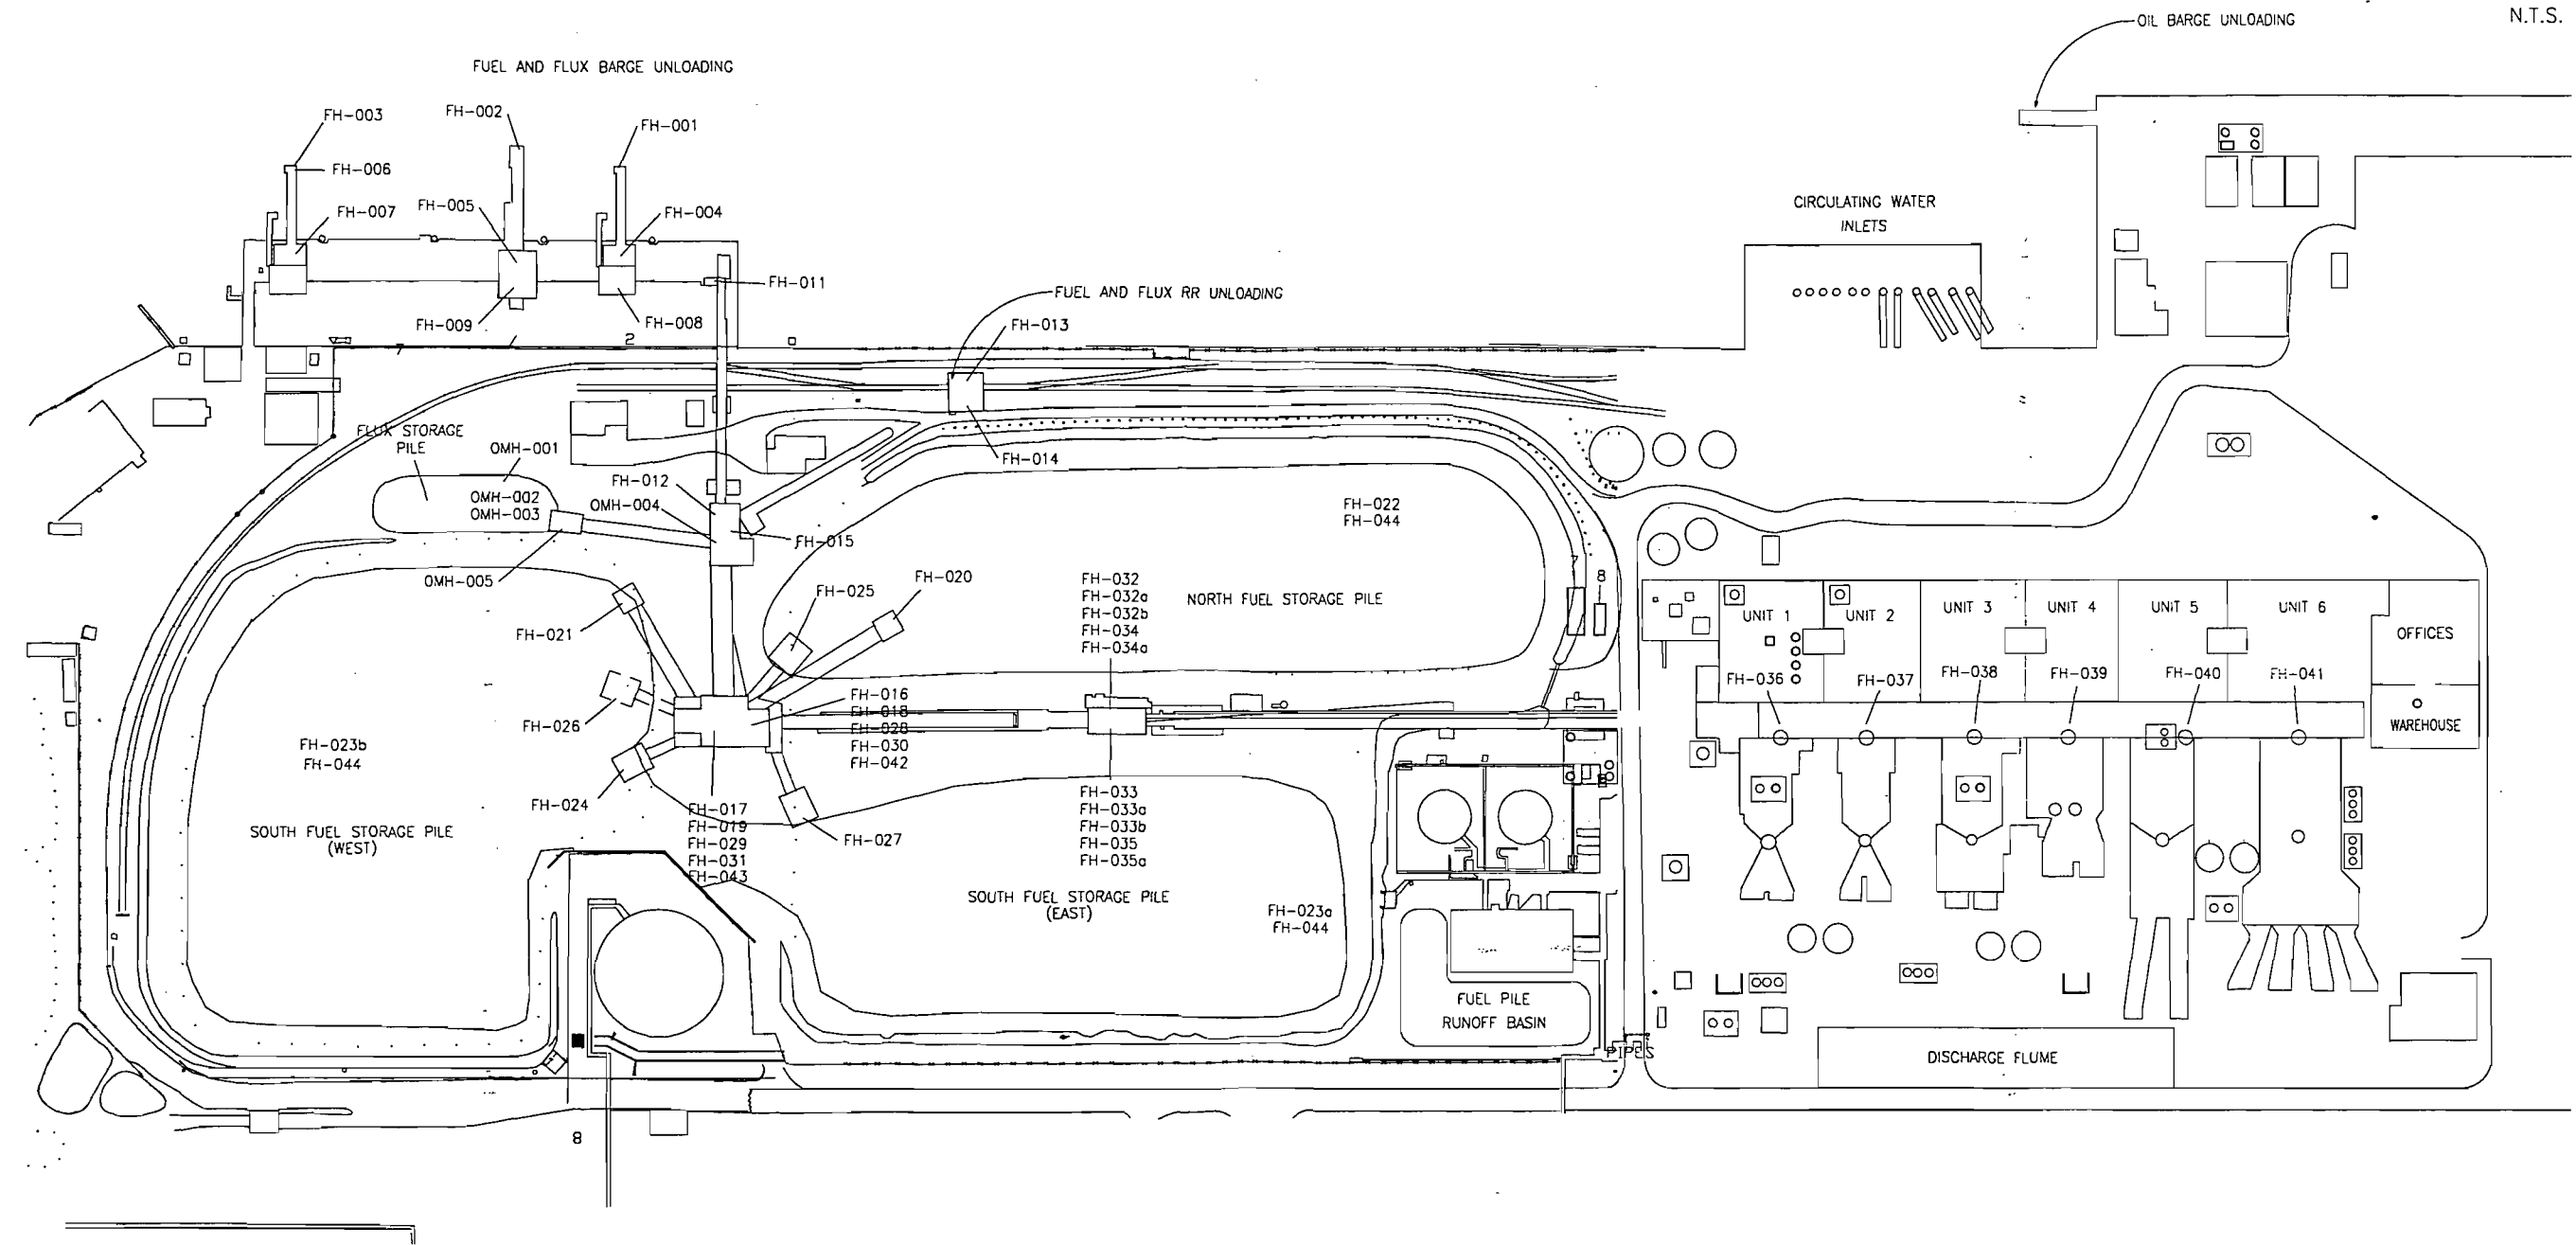 OIL BARGE UNLOADING
N.T.S.
FUEL AND FLUX BARGE UNLOADING
FH-003
FH-002
FH-001
FH-006
FH-007
FH-005
FH-004
CIRCULATING WATER
INLETS
FH-011
FUEL AND FLUX RR UNLOADING
FH-009
FH-008
FH-013
2
7
FLUX STORAGE
PILE
OMH-001
FH-014
FH-012
OMH-002
OMH-003
OMH-004
FH-022
FH-044
FH-015
OMH-005
FH-025
FH-020
FH-032
FH-032a
FH-032b
FH-034
FH-034a
NORTH FUEL STORAGE PILE
8
UNIT 1
UNIT 2
UNIT 3
UNIT 4
UNIT 5
UNIT 6
OFFICES
FH-021
FH-036
FH-037
FH-038
FH-039
FH-040
FH-041
FH-016
FH-018
FH-028
FH-030
FH-042
FH-026
WAREHOUSE
FH-023b
FH-044
FH-024
FH-017
FH-019
FH-029
FH-031
FH-043
FH-027
FH-033
FH-033a
FH-033b
FH-035
FH-035a
SOUTH FUEL STORAGE PILE
(WEST)
SOUTH FUEL STORAGE PILE
(EAST)
FH-023a
FH-044
FUEL PILE
RUNOFF BASIN
PIPES
DISCHARGE FLUME
8